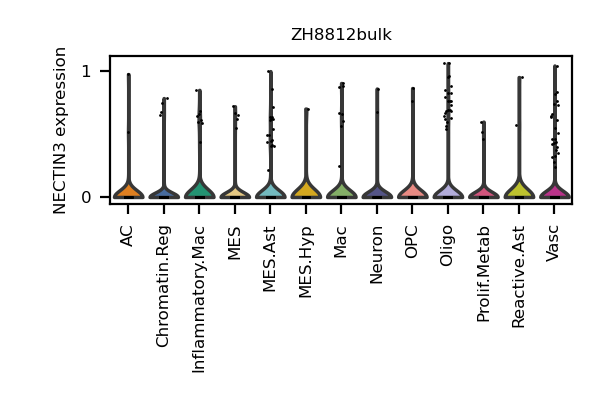 ZH8812bulk
NECTIN3 expression
1
0
AC
Chromatin.Reg
Inflammatory.Mac
MES
MES.Ast
MES.Hyp
Mac
Neuron
OPC
Oligo
Prolif.Metab
Reactive.Ast
Vasc